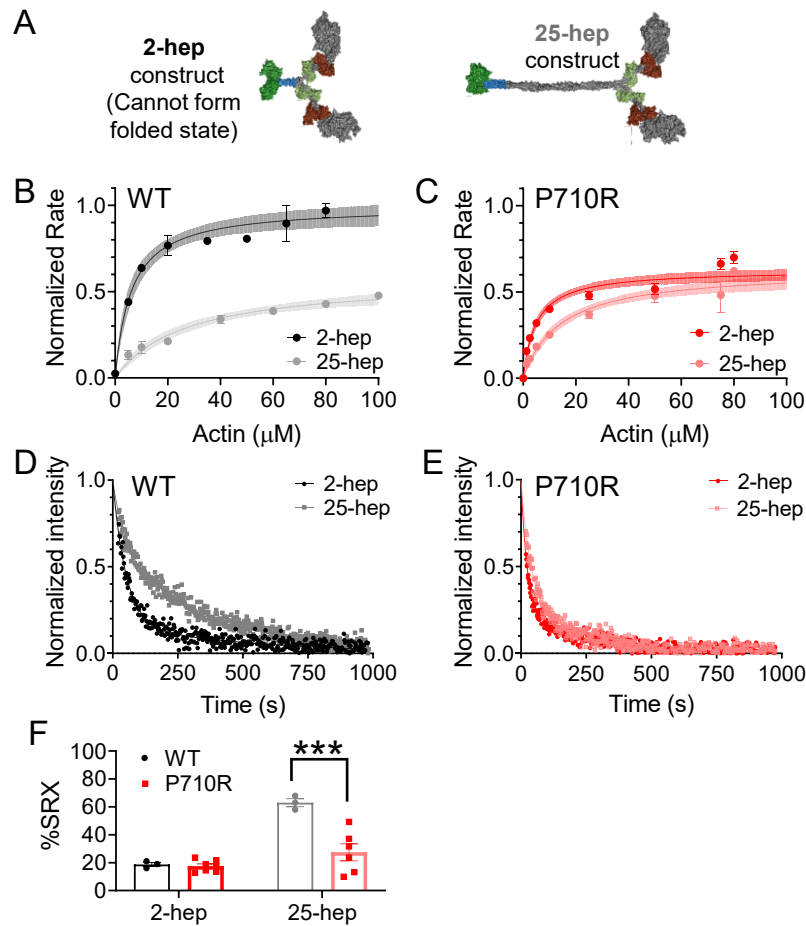 A
2-hep
construct
(Cannot form
folded state)
25-hep
construct
B
WT
Normalized Rate
1.0
0.5
0.0
0 20 40 60 80 100
Actin (μM)
2-hep
25-hep
C
P710R
Normalized Rate
1.0
0.5
0.0
0 25 50 75 100
Actin (μM)
2-hep
25-hep
D
WT
Normalized intensity
1.0
0.5
0.0
0 250 500 750 1000
Time (s)
2-hep
25-hep
E
P710R
Normalized intensity
1.0
0.5
0.0
0 250 500 750 1000
Time (s)
2-hep
25-hep
F
WT
P710R
***
%SRX
100
80
60
40
20
0
2-hep 25-hep